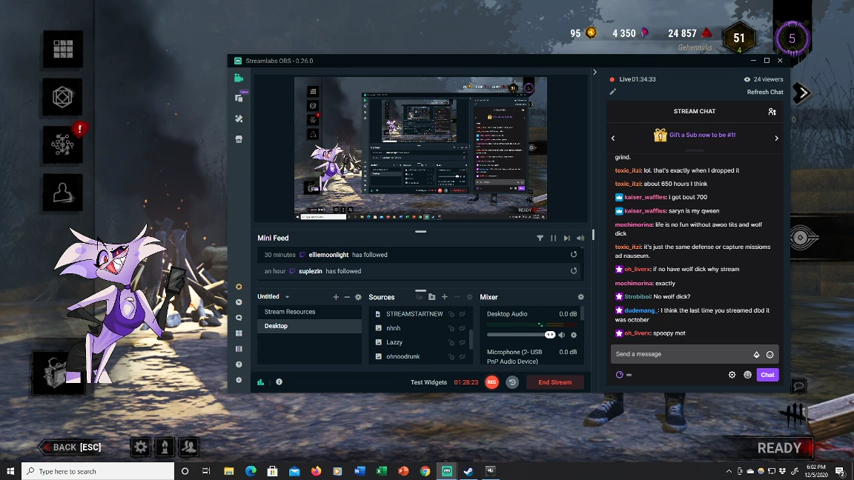 95 4 350 24 857 51 5
4
Gehennaks
Streamlabs OBS - 0.26.0
Live 01:34:33 24 viewers
Refresh Chat
STREAM CHAT
Gift a Sub now to be #1!
grind.
toxic_itzi: lol. that's exactly when I dropped it
toxic_itzi: about 650 hours I think
kaiser_waffles: i got bout 700
kaiser_waffles: saryn is my qween
mochimorina: life is no fun without awoo tits and wolf
dick
toxic_itzi: it's just the same defense or capture missions
ad nauseum.
oh_liverx: if no have wolf dick why stream
mochimorina: exactly
Strobiboi: No wolf dick?
dudemang_: I think the last time you streamed dbd it
was october
oh_liverx: spoopy mot
Send a message
Chat
Mini Feed
30 minutes elliemoonlight has followed
an hour suplezin has followed
Untitled
Stream Resources
Desktop
Sources
STREAMSTARTNEW
nhnh
Lazzy
ohnoodrunk
Mixer
Desktop Audio 0.0 dB
Microphone (2- USB 0.0 dB
PnP Audio Device)
Test Widgets 01:28:23 REC End Stream
BACK [ESC]
READY
Type here to search
6:02 PM
12/5/2020